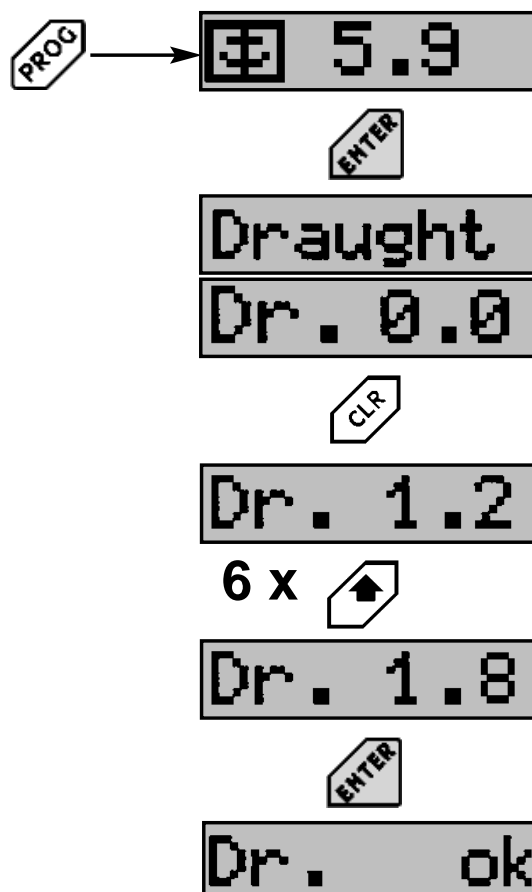 PROG
5.9
ENTER
Draught
Dr. 0.0
CLR
Dr. 1.2
6 x
Dr. 1.8
ENTER
Dr. ok